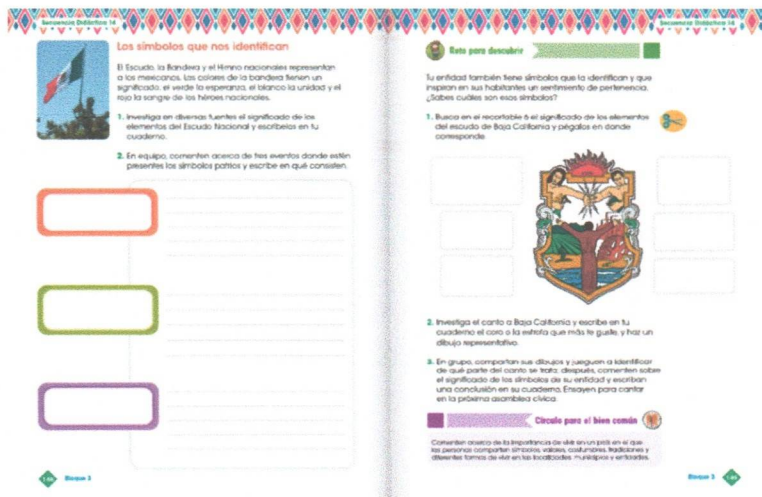 Secuencia Didáctica 14
Los símbolos que nos identifican
El Escudo, la Bandera y el Himno nacionales representan
a los mexicanos. Los colores de la bandera tienen un
significado, el verde la esperanza, el blanco la unidad y el
rojo la sangre de los héroes nacionales.
1. Investiga en diversas fuentes el significado de los
elementos del Escudo Nacional y escríbelos en tu
cuaderno.
2. En equipo, comenten acerca de tres eventos donde estén
presentes los símbolos patrios y escribe en qué consisten.
Bloque 3
Secuencia Didáctica 14
Ruta para descubrir
Tu entidad también tiene símbolos que la identifican y que
inspiran en sus habitantes un sentimiento de pertenencia.
¿Sabes cuáles son esos símbolos?
1. Busca en el recortable 6 el significado de los elementos
del escudo de Baja California y pégalos en donde
corresponde.
2. Investiga el canto a Baja California y escribe en tu
cuaderno el coro o la estrofa que más te guste, y haz un
dibujo representativo.
3. En grupo, compartan sus dibujos y jueguen a identificar
de qué parte del canto se trata; después, comenten sobre
el significado de los símbolos de su entidad y escriban
una conclusión en su cuaderno. Ensayen para cantar
en la próxima asamblea cívica.
Círculo para el bien común
Comenten acerca de la importancia de vivir en un país en el que
las personas comparten símbolos, valores, costumbres, tradiciones y
diferentes formas de vivir en las localidades, municipios y entidades.
Bloque 3